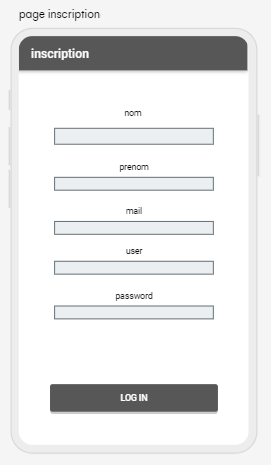 page inscription
inscription
nom
prenom
mail
user
password
LOG IN